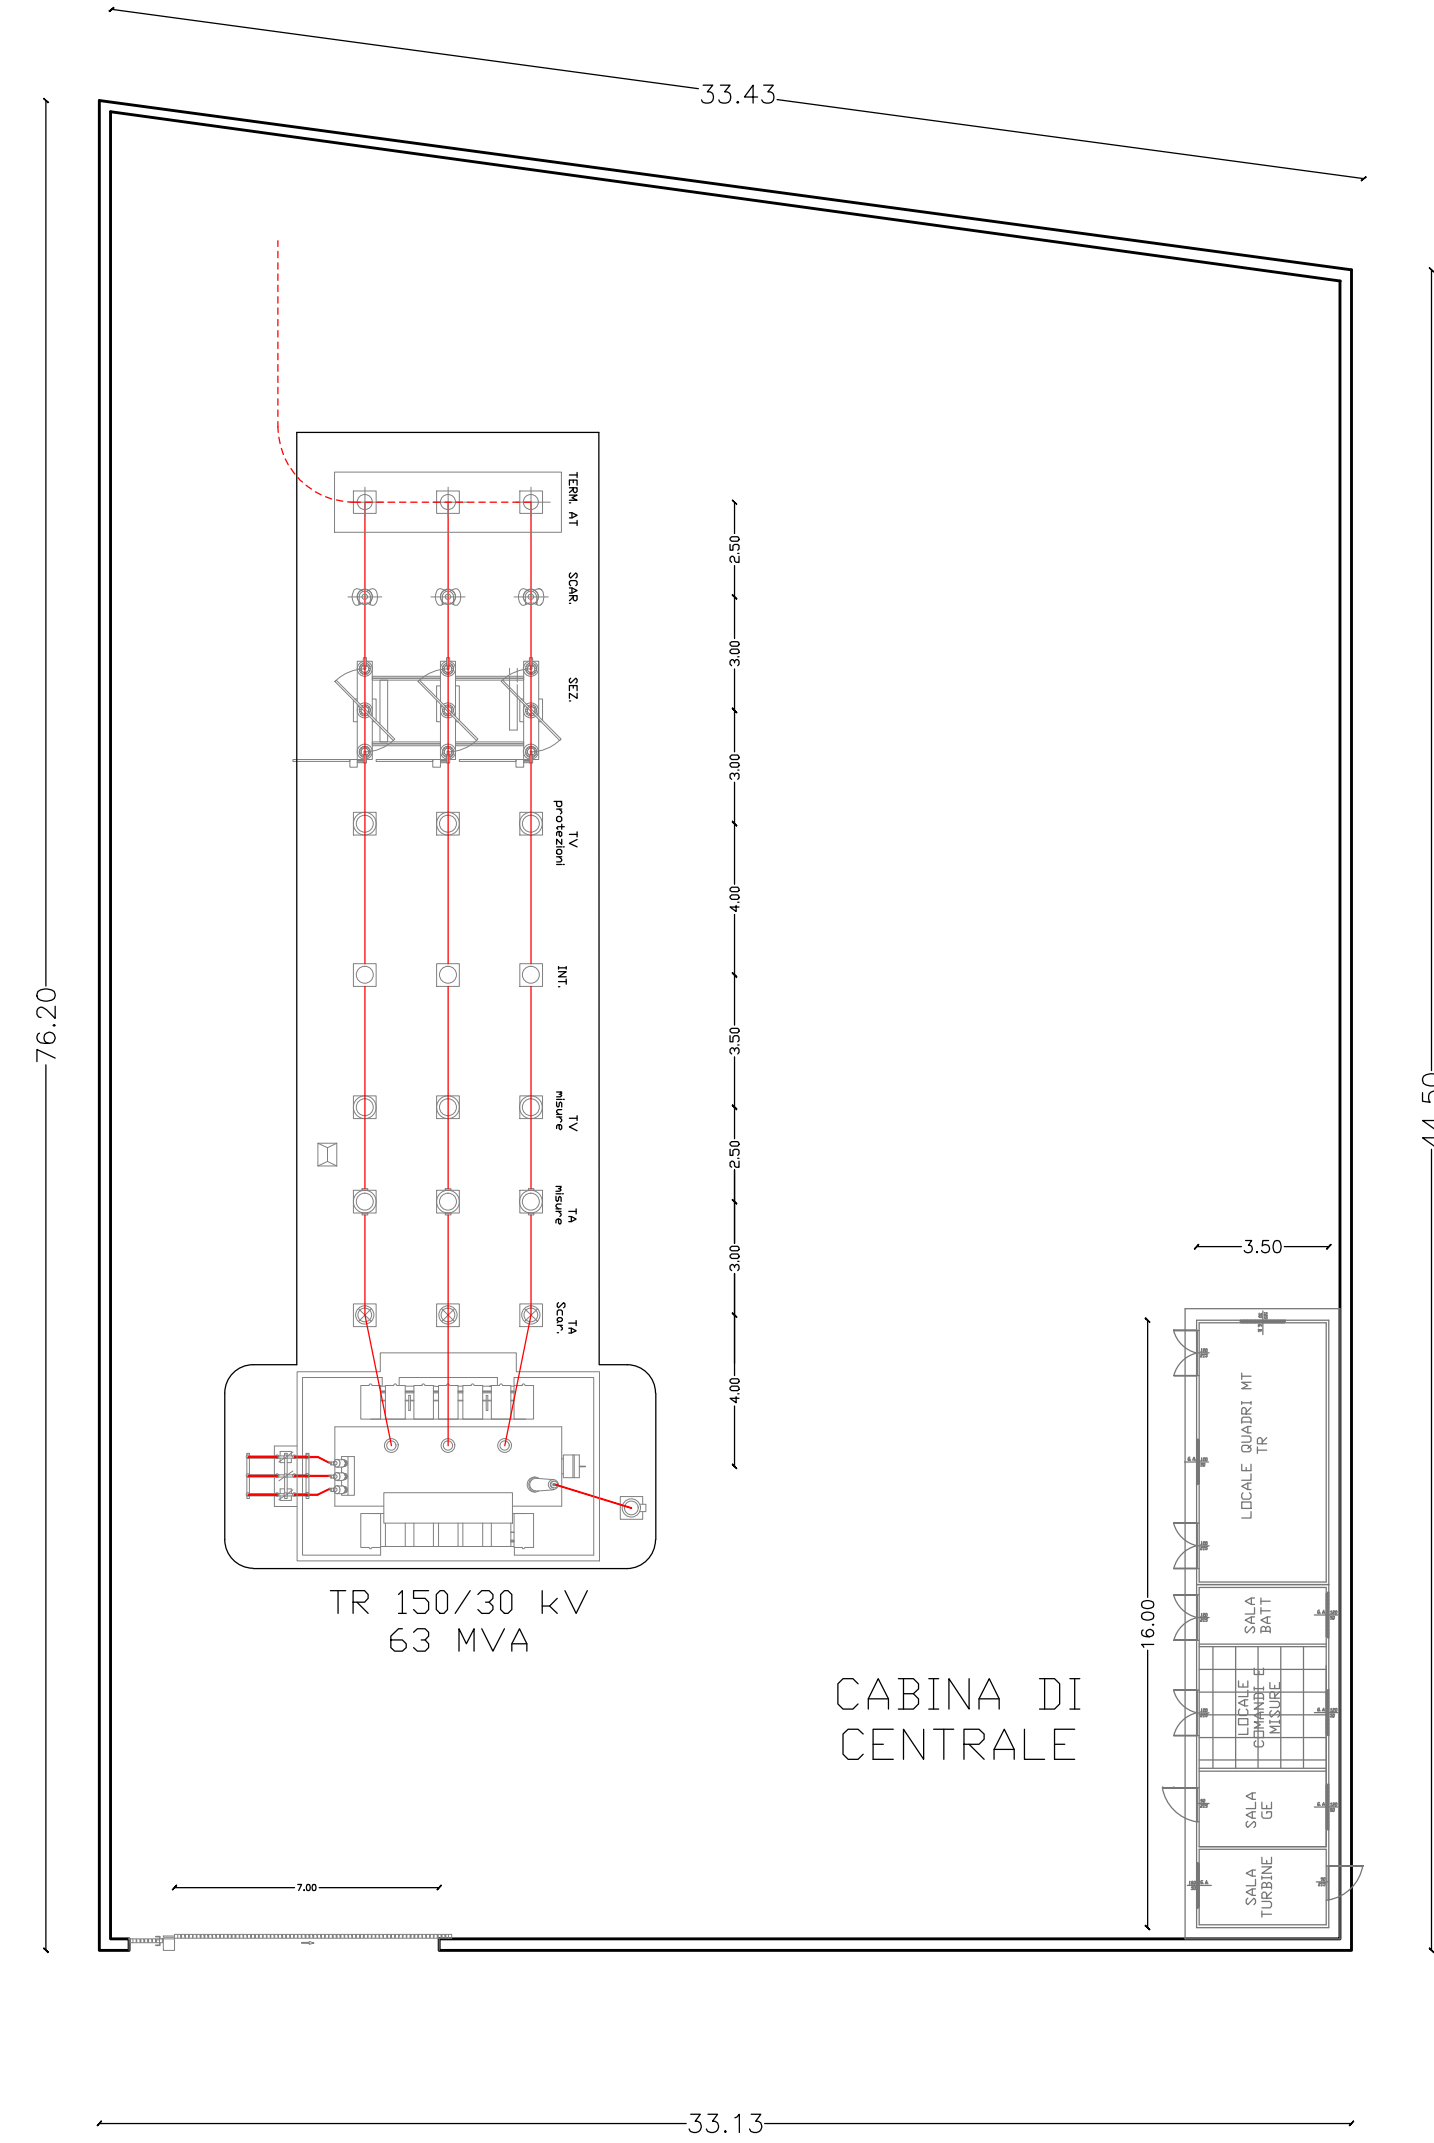 33.43
76.20
44.50
TERM. AT
SCAR.
SEZ.
TV
protezioni
INT.
TV
misure
TA
misure
TA
Scar.
2.50
3.00
3.00
4.00
3.50
2.50
3.00
4.00
3.50
16.00
LOCALE QUADRI MT
TR
SALA
BATT
LOCALE
COMANDI E
MISURE
SALA
GE
SALA
TURBINE
TR 150/30 kV
63 MVA
CABINA DI
CENTRALE
7.00
33.13